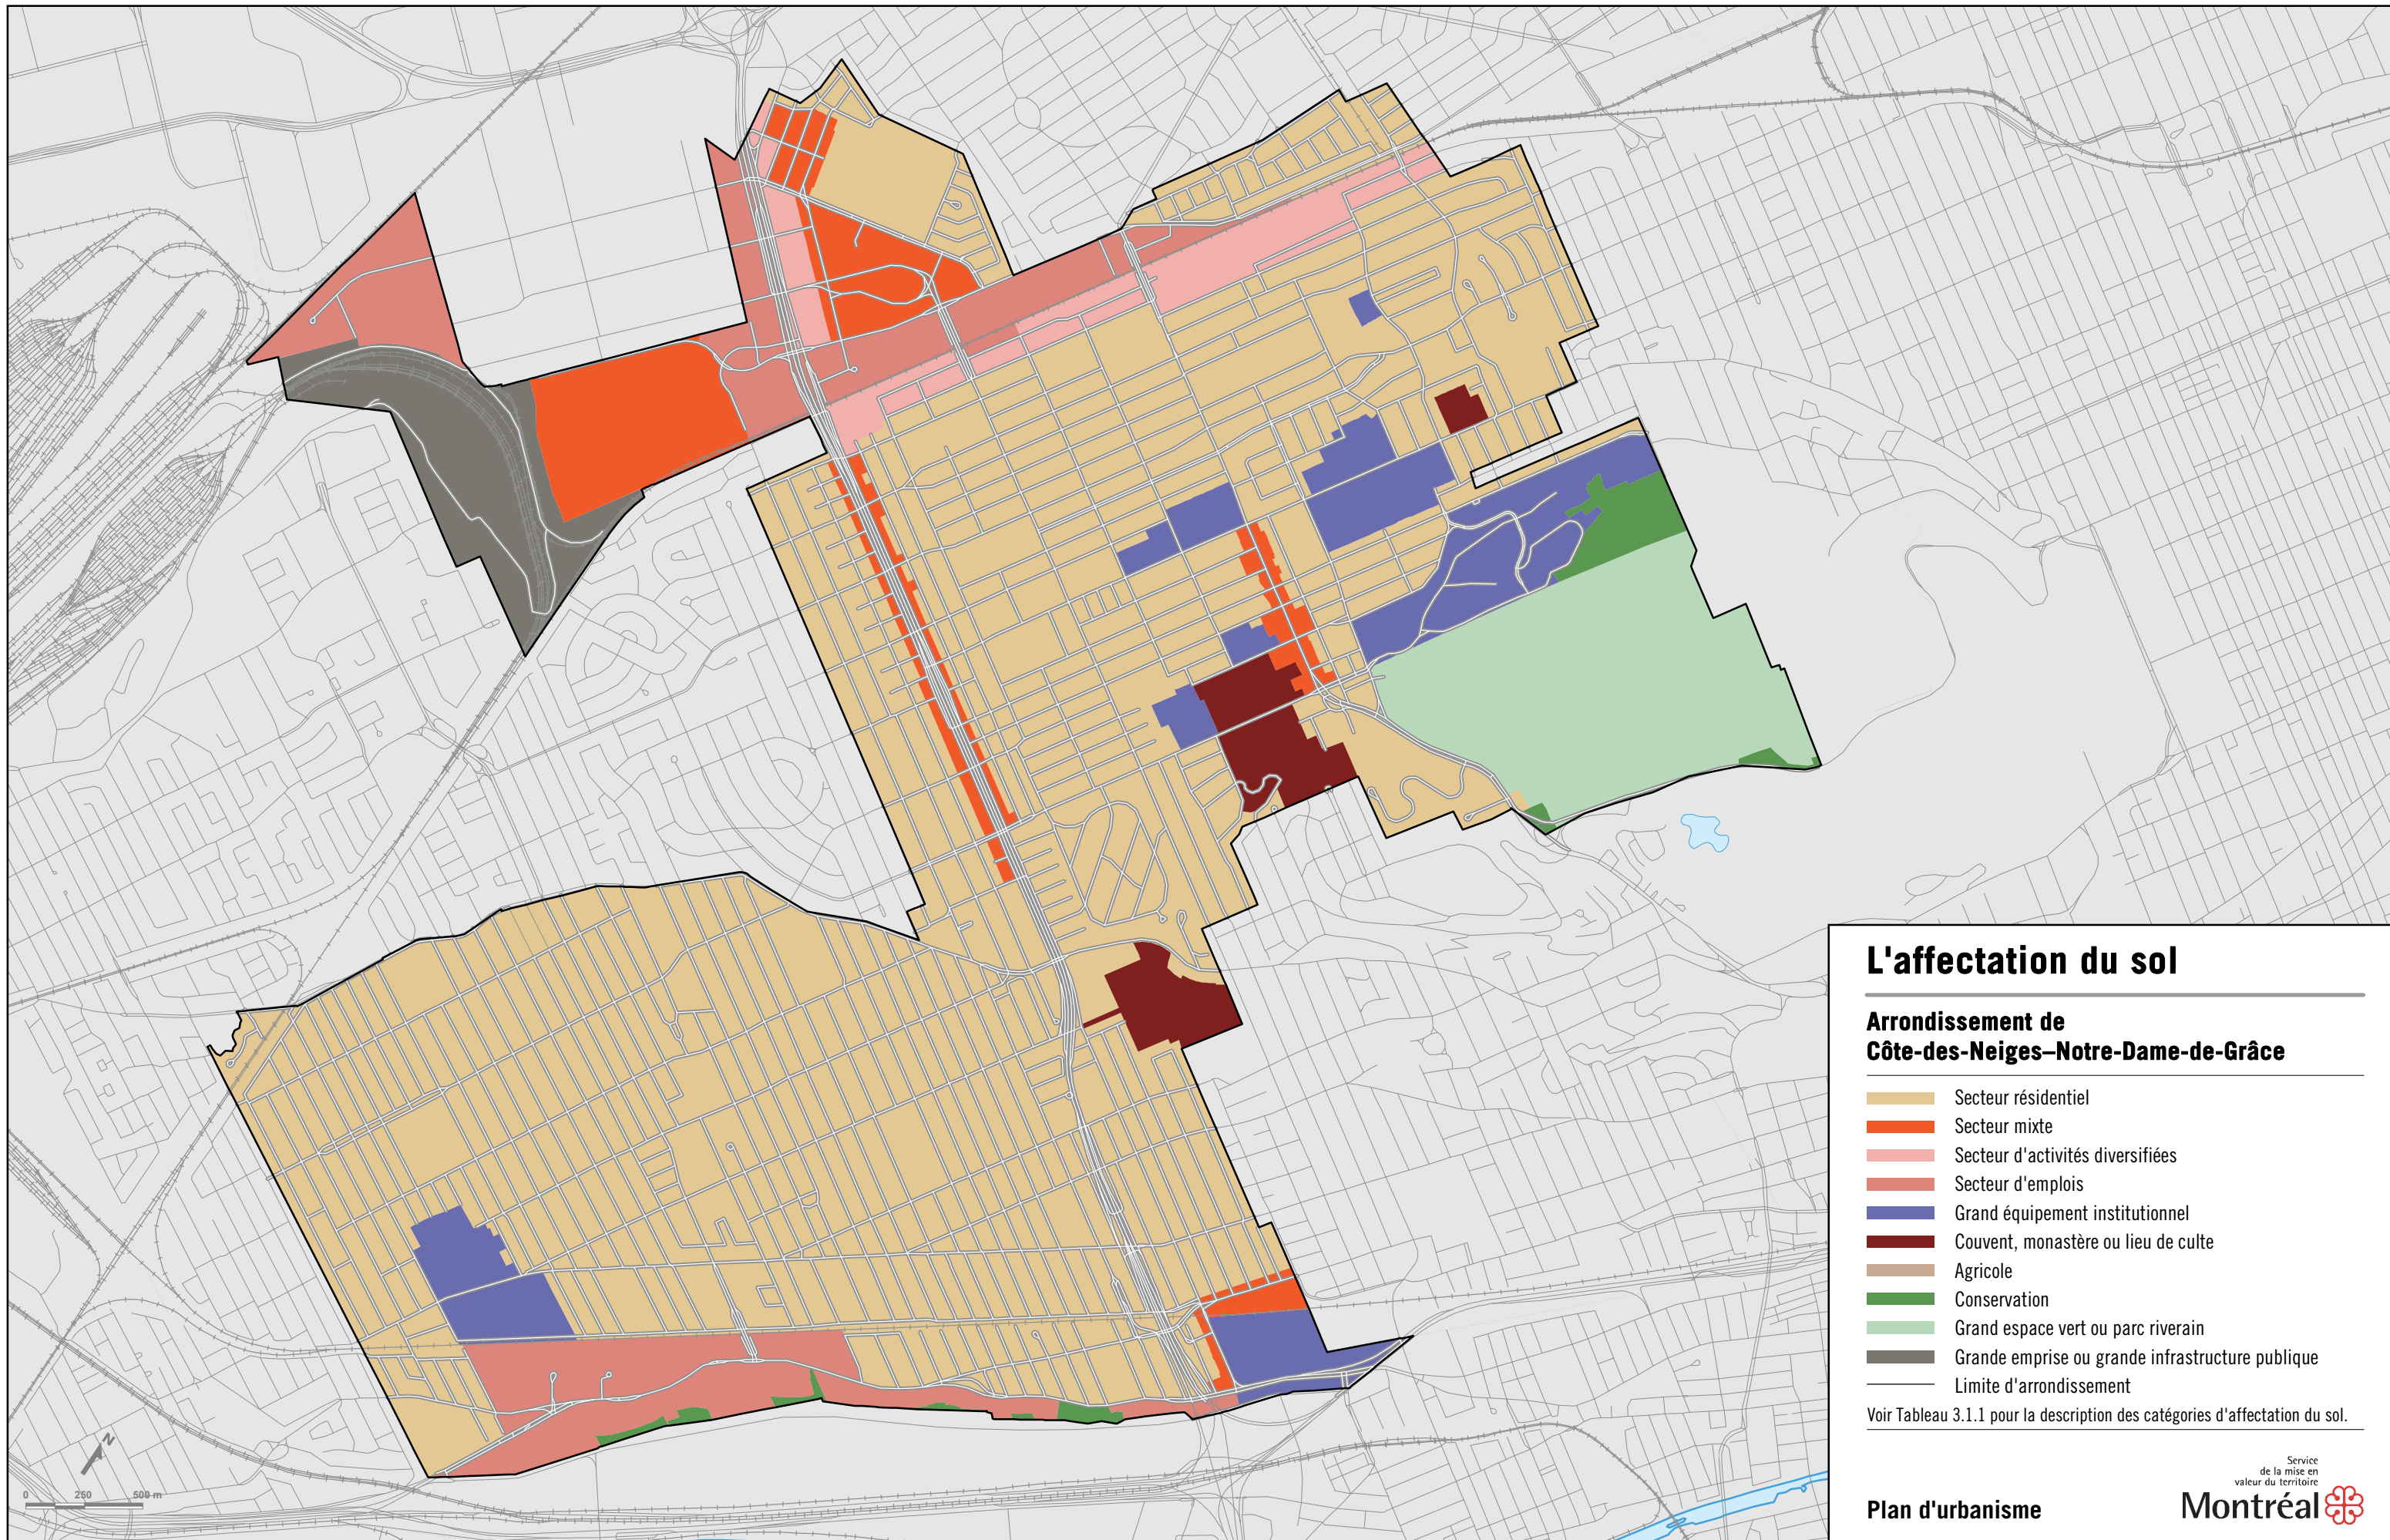 L'affectation du sol
Arrondissement de
Côte-des-Neiges–Notre-Dame-de-Grâce
Secteur résidentiel
Secteur mixte
Secteur d'activités diversifiées
Secteur d'emplois
Grand équipement institutionnel
Couvent, monastère ou lieu de culte
Agricole
Conservation
Grand espace vert ou parc riverain
Grande emprise ou grande infrastructure publique
Limite d'arrondissement
Voir Tableau 3.1.1 pour la description des catégories d'affectation du sol.
Service
de la mise en
valeur du territoire
Plan d'urbanisme
Montréal
N
0 250 500 m